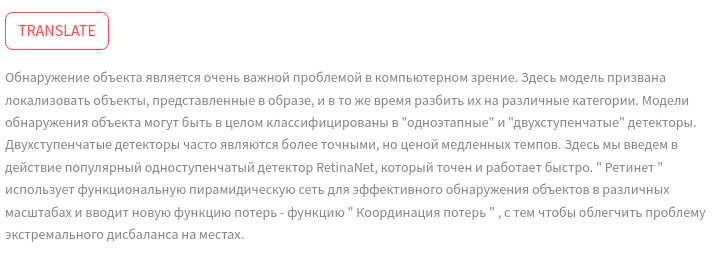 TRANSLATE
Обнаружение объекта является очень важной проблемой в компьютерном зрение. Здесь модель призвана
локализовать объекты, представленные в образе, и в то же время разбить их на различные категории. Модели
обнаружения объекта могут быть в целом классифицированы в "одноэтапные" и "двухступенчатые" детекторы.
Двухступенчатые детекторы часто являются более точными, но ценой медленных темпов. Здесь мы введем в
действие популярный одноступенчатый детектор RetinaNet, который точен и работает быстро. " Ретинет "
использует функциональную пирамидическую сеть для эффективного обнаружения объектов в различных
масштабах и вводит новую функцию потерь - функцию " Координация потерь " , с тем чтобы облегчить проблему
экстремального дисбаланса на местах.